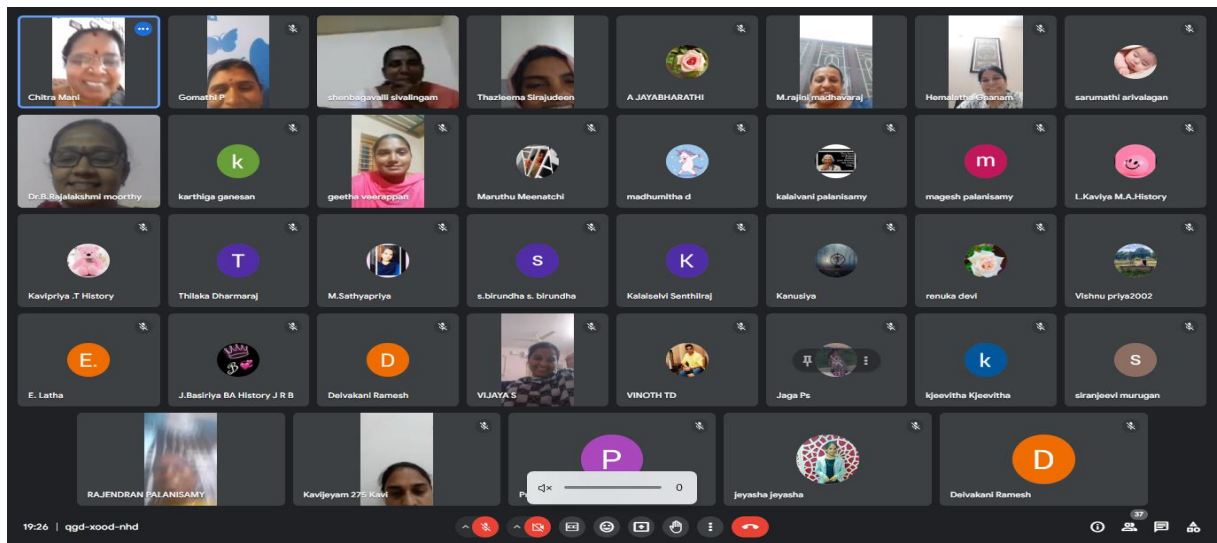 Chitra Mani
Gomathi P
shenbagavalli sivalingam
Thazleema Sirajudeen
A JAYABHARATHI
M.rajini madhavaraj
Hemalatha Gnanam
sarumathi arivalagan
Dr.B.Rajalakshmi moorthy
k
karthiga ganesan
geetha veerappan
Maruthu Meenatchi
madhumitha d
kalaivani palanisamy
m
magesh palanisamy
L.Kaviya M.A.History
Kavipriya .T History
T
Thilaka Dharmaraj
M.Sathyapriya
s
s.birundha s. birundha
K
Kalaiselvi Senthilraj
Kanusiya
renuka devi
Vishnu priya2002
E.
E. Latha
B
J.Basiriya BA History J R B
D
Deivakani Ramesh
VIJAYA S
VINOTH TD
Jaga Ps
k
kjeevitha Kjeevitha
s
siranjeevi murugan
RAJENDRAN PALANISAMY
Kavijeyam 275 Kavi
P
0
jeyasha jeyasha
D
Deivakani Ramesh
19:26 | qgd-xood-nhd
37